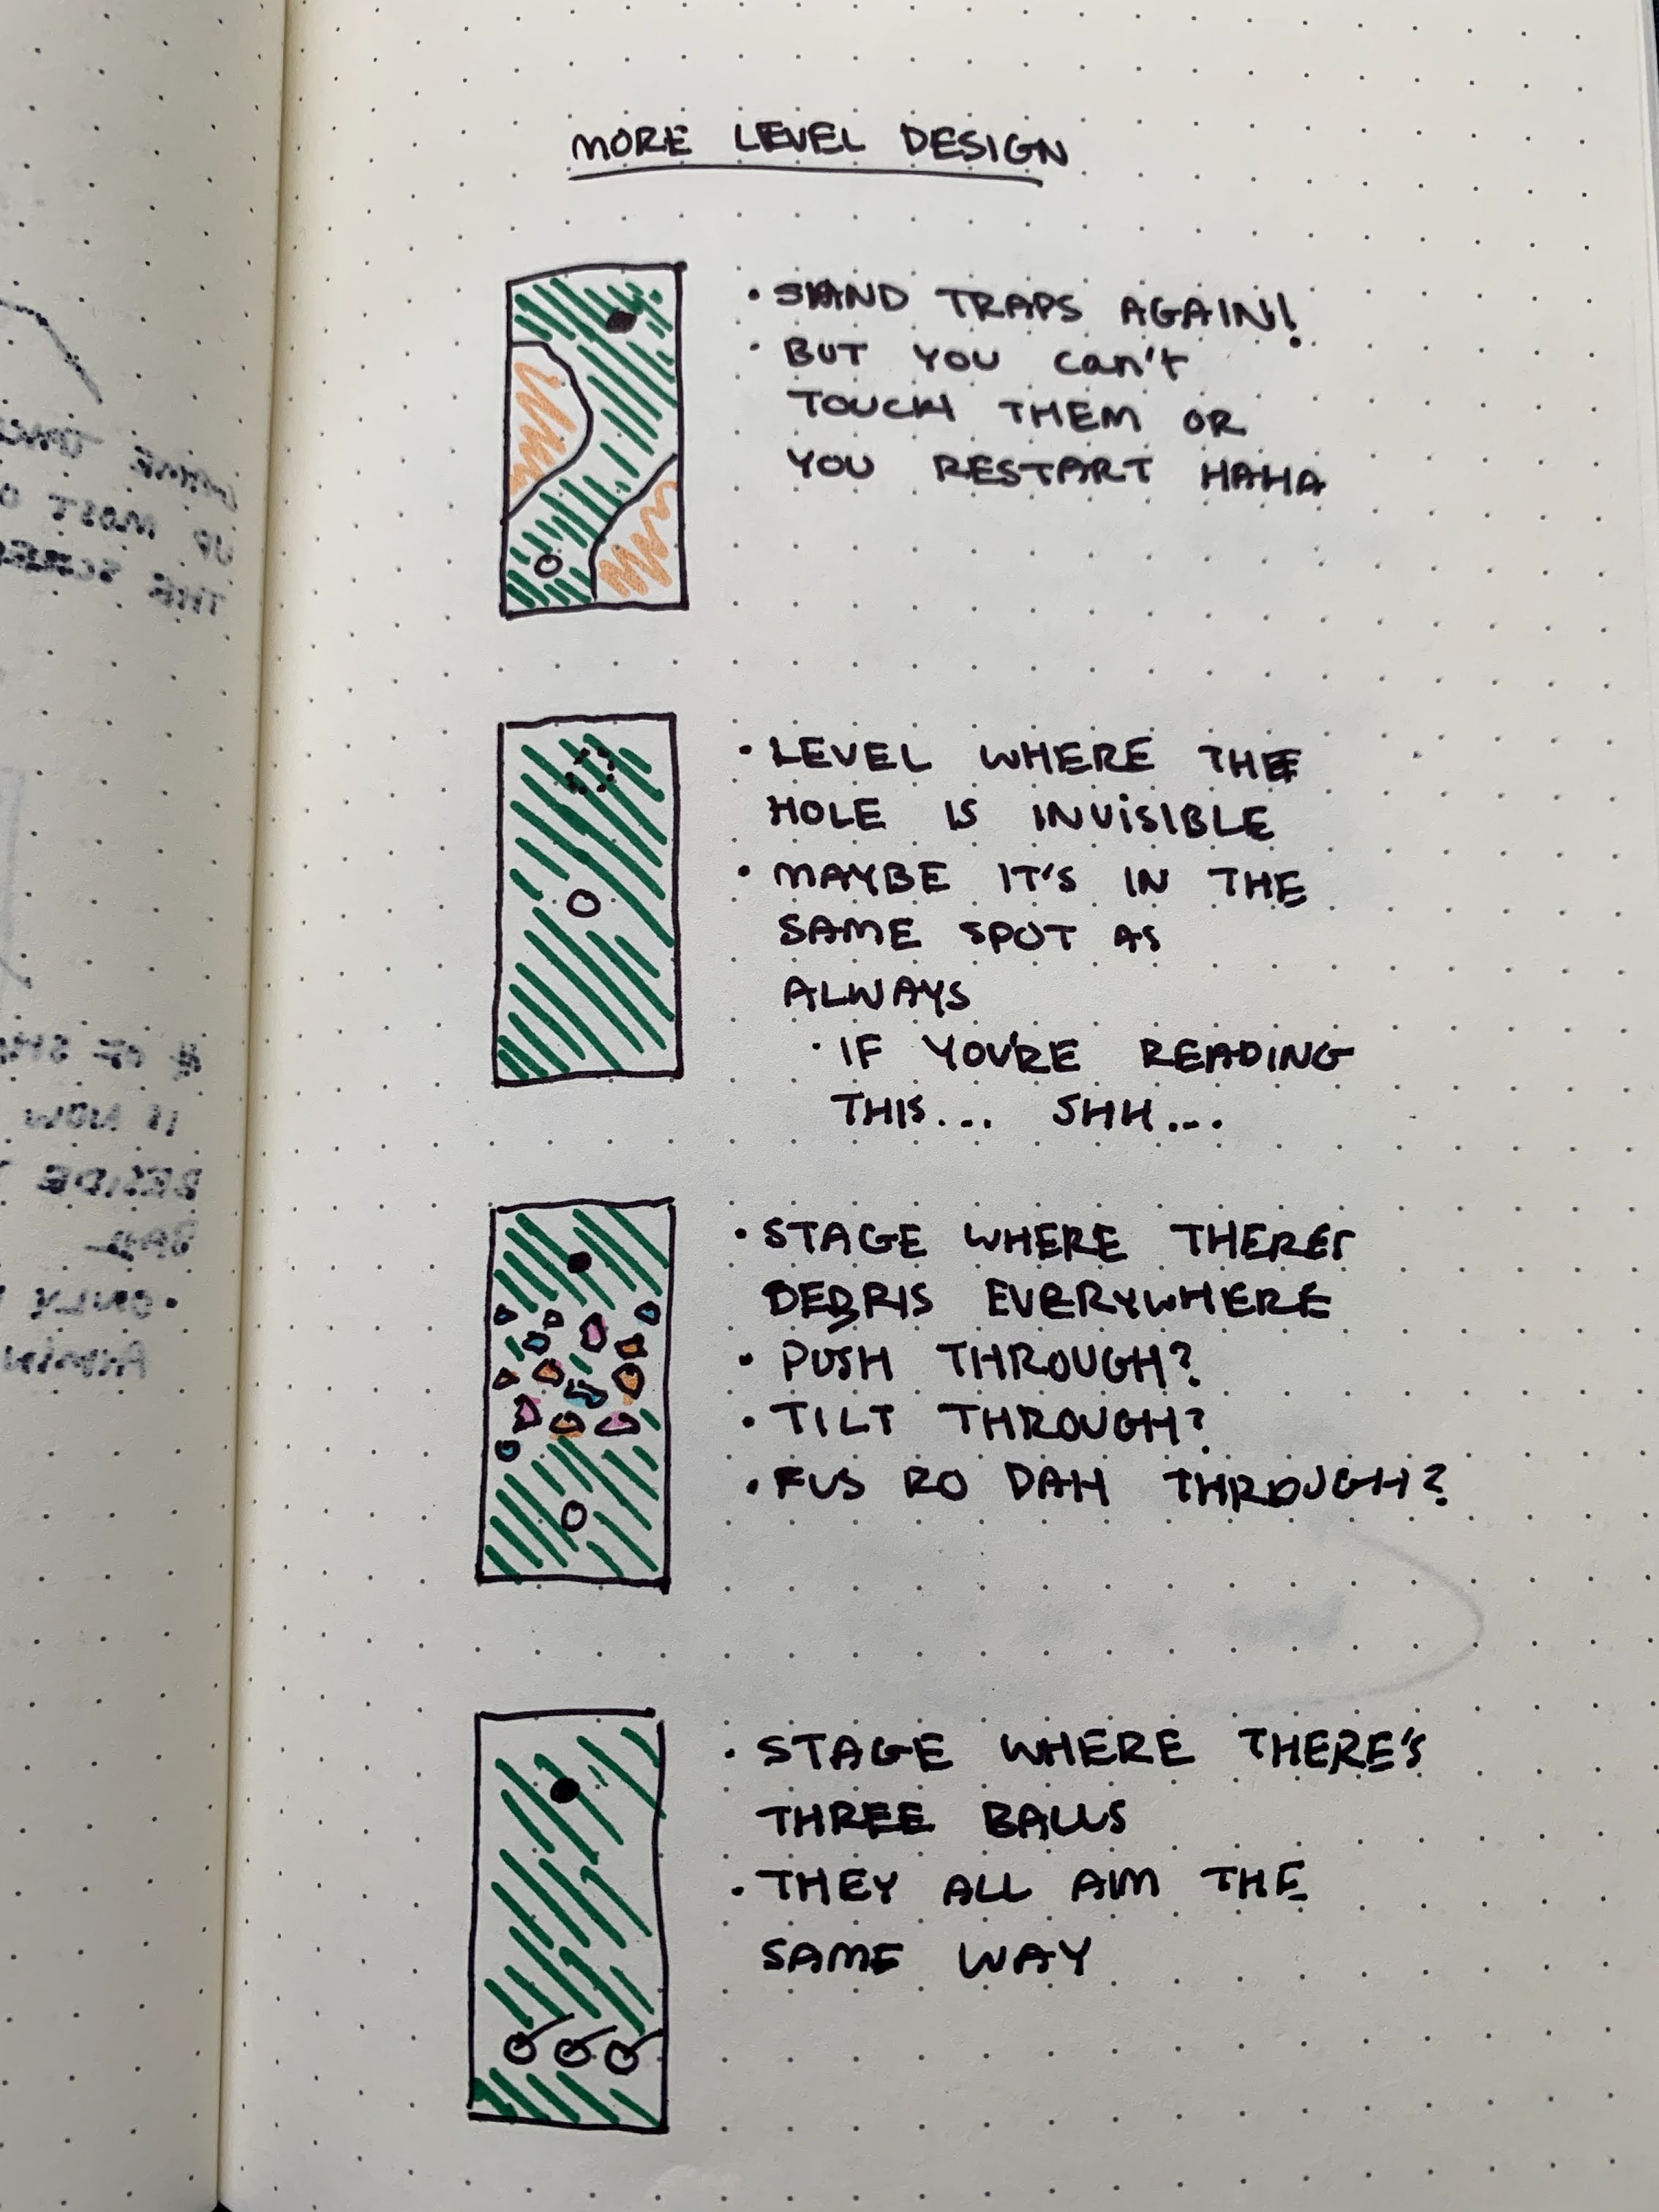 MORE LEVEL DESIGN
• SAND TRAPS AGAIN!
• BUT YOU can't
TOUCH THEM OR
YOU RESTART HAHA
• LEVEL WHERE THE
HOLE IS INVISIBLE
• MAYBE IT'S IN THE
SAME SPOT AS
ALWAYS
• IF YOU'RE READING
THIS... SHH...
• STAGE WHERE THERES
DEBRIS EVERYWHERE
• PUSH THROUGH?
• TILT THROUGH?
• FUS RO DAH THROUGH?
• STAGE WHERE THERE'S
THREE BALLS
• THEY ALL AIM THE
SAME WAY